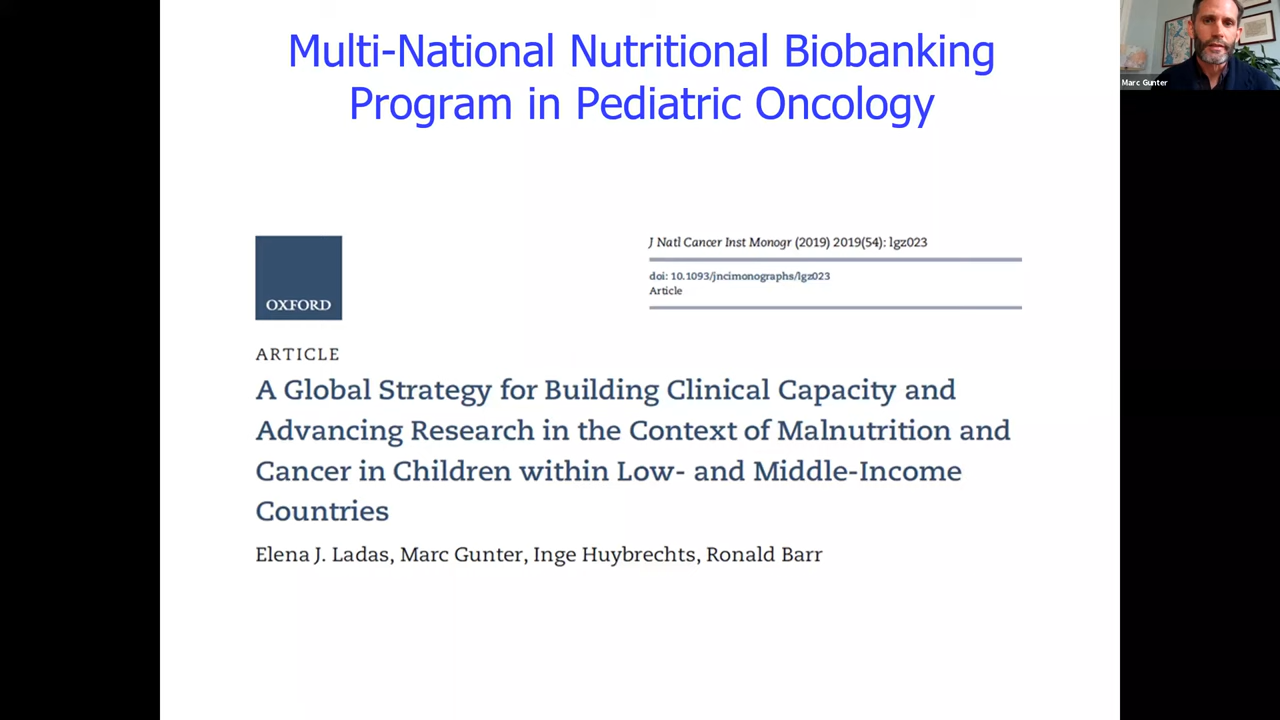 Multi-National Nutritional Biobanking
Program in Pediatric Oncology
Marc Gunter
OXFORD
J Natl Cancer Inst Monogr (2019) 2019(54): lgz023
doi: 10.1093/jncimonographs/lgz023
Article
ARTICLE
A Global Strategy for Building Clinical Capacity and
Advancing Research in the Context of Malnutrition and
Cancer in Children within Low- and Middle-Income
Countries
Elena J. Ladas, Marc Gunter, Inge Huybrechts, Ronald Barr